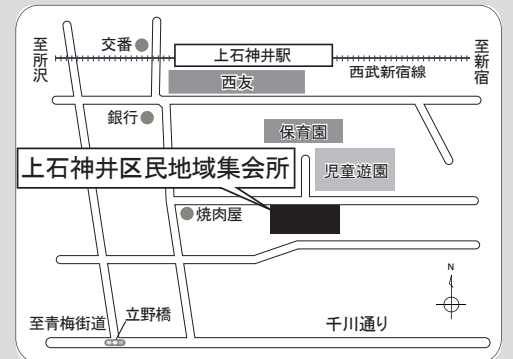 交番
上石神井駅
至所沢
至新宿
西友
西武新宿線
銀行
保育園
上石神井区民地域集会所
児童遊園
焼肉屋
N
至青梅街道
立野橋
千川通り